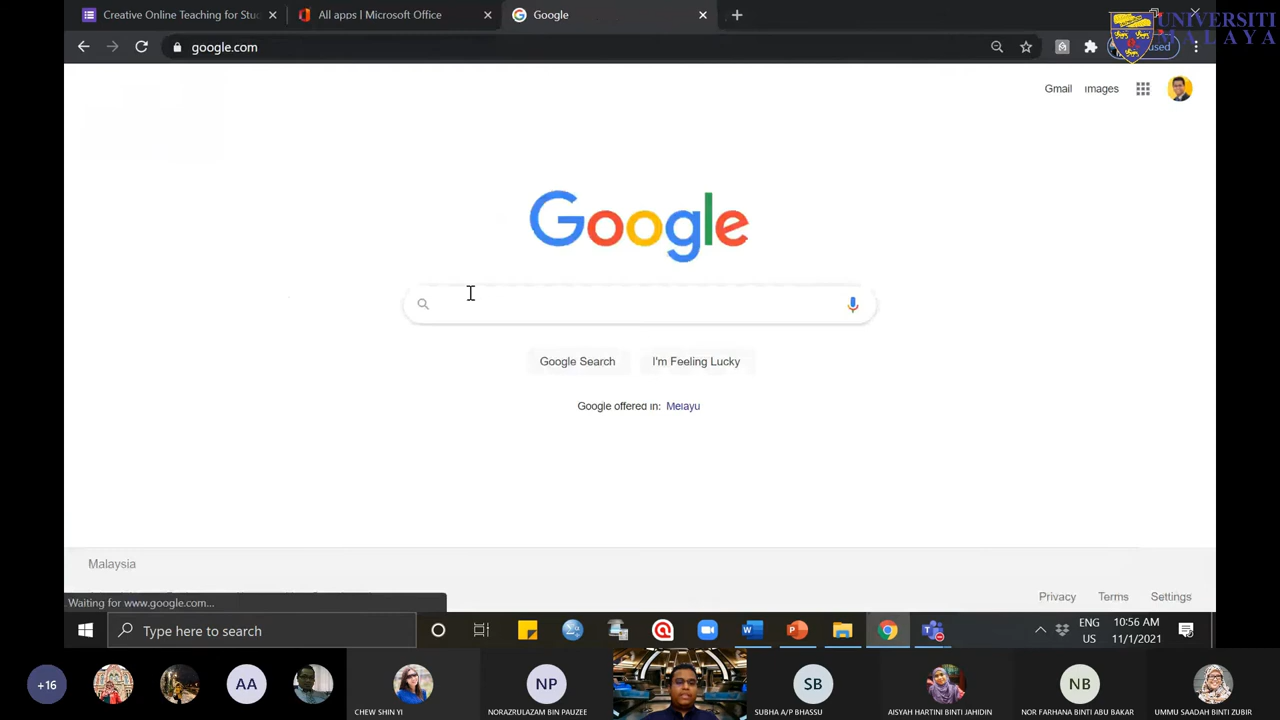 Creative Online Teaching for Stu
All apps | Microsoft Office
Google
UNIVERSITI
MALAYA
google.com
Gmail
Images
Google
Google Search
I'm Feeling Lucky
Google offered in: Melayu
Malaysia
Waiting for www.google.com...
Privacy
Terms
Settings
Type here to search
ENG
US
10:56 AM
11/1/2021
+16
AA
NP
SB
NB
CHEW SHIN YI
NORAZRULAZAM BIN PAUZEE
SUBHA A/P BHASSU
AISYAH HARTINI BINTI JAHIDIN
NOR FARHANA BINTI ABU BAKAR
UMMU SAADAH BINTI ZUBIR